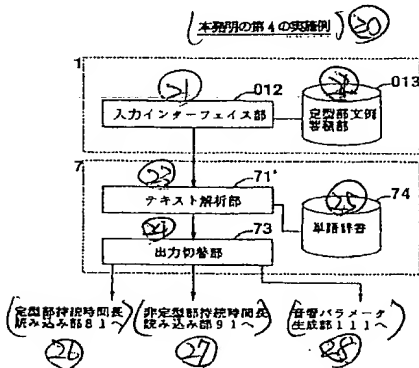 (本発明の第4の実施例) 20
1
21
012
22
013
入力インターフェイス部
定型部文例
蓄積部
7
23
71'
25
74
テキスト解析部
単語辞書
24
73
出力切替部
(定型部持続時間長
読み込み部81へ)
(非定型部持続時間長
読み込み部91へ)
(音響パラメータ
生成部111へ)
26
27
28